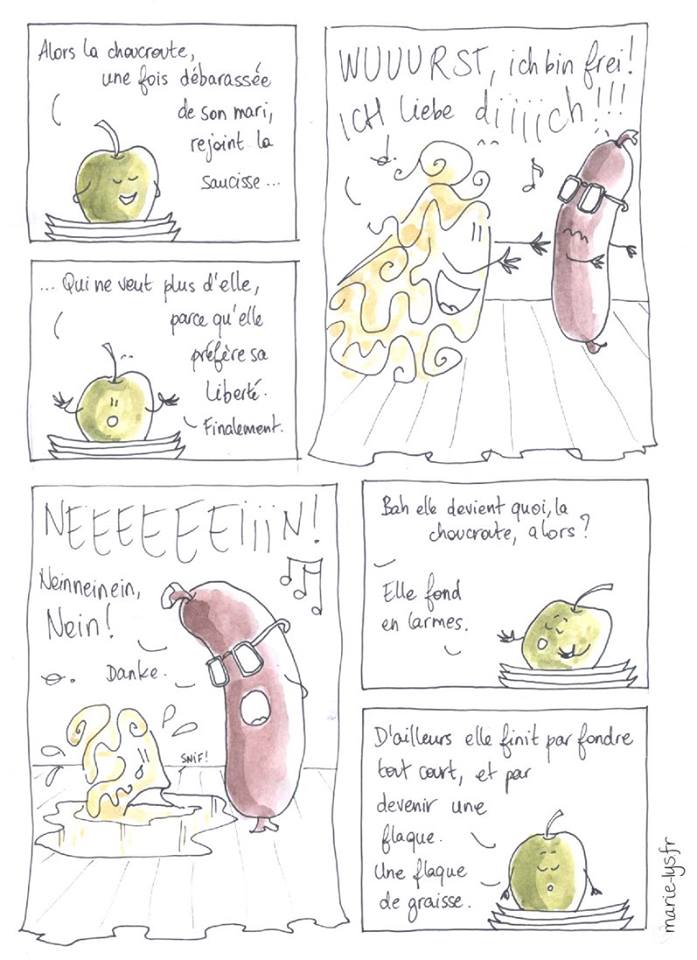 Alors la choucroute,
une fois débarassée
de son mari,
rejoint la
saucisse...
WUUURST, ich bin frei!
ICH liebe diiiich!!!
... Qui ne veut plus d'elle,
parce qu'elle
préfère sa
liberté.
Finalement.
NEEEEEEiiiN!
Neinneinein,
Nein!
Danke.
SNIF!
Bah elle devient quoi, la
choucroute, alors?
Elle fond
en larmes.
D'ailleurs elle finit par fondre
tout court, et par
devenir une
flaque.
Une flaque
de graisse.
marie-lys.fr